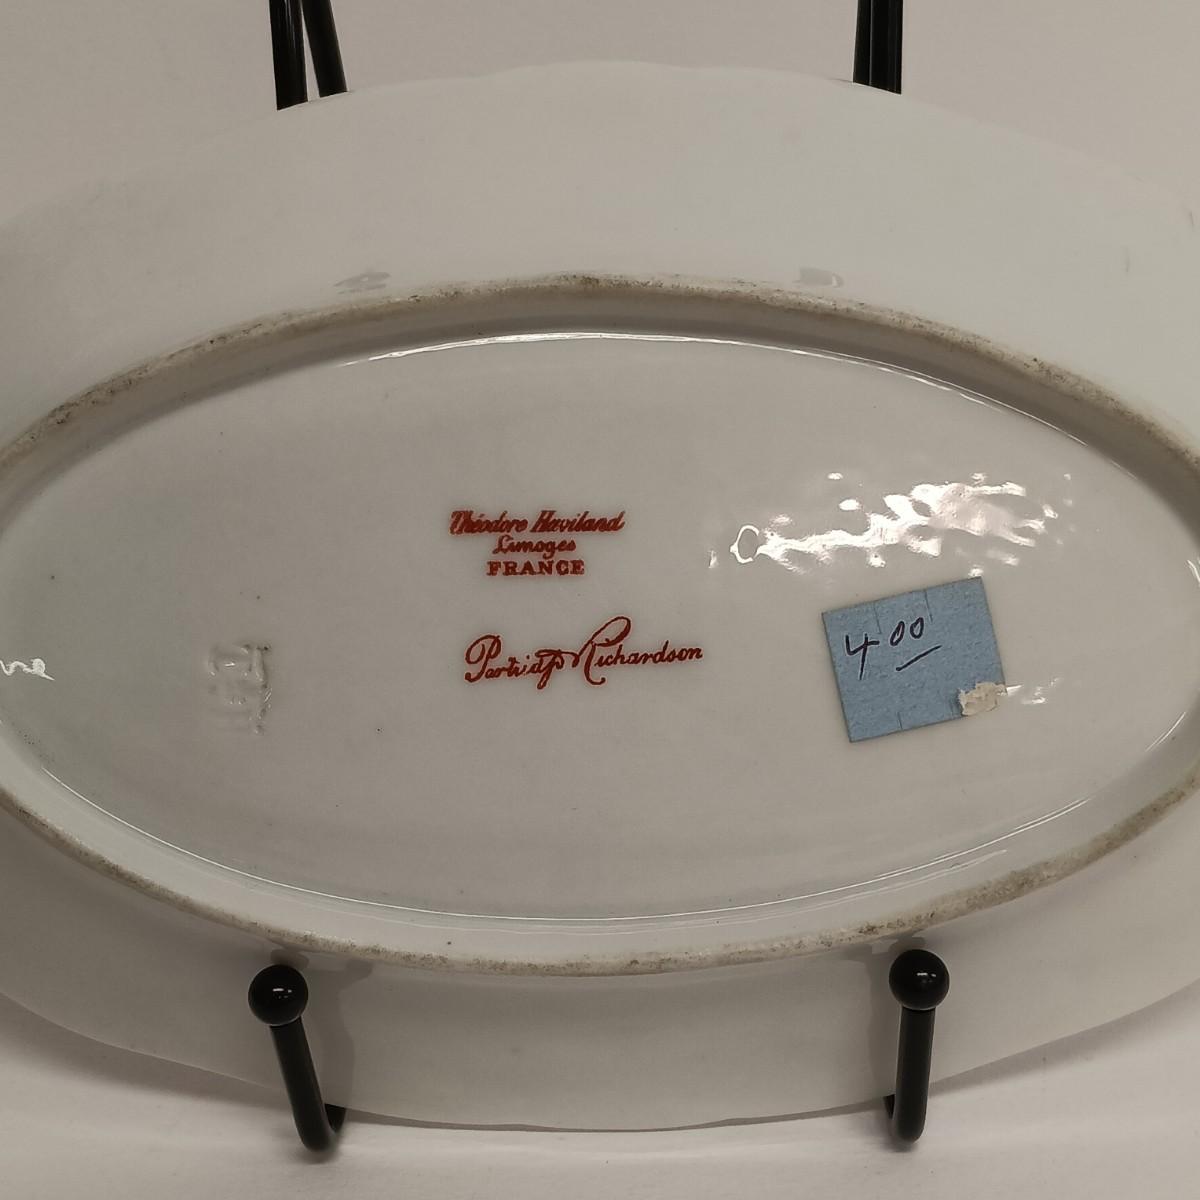 Théodore Haviland
Limoges
FRANCE
Partridge Richardson
4 00